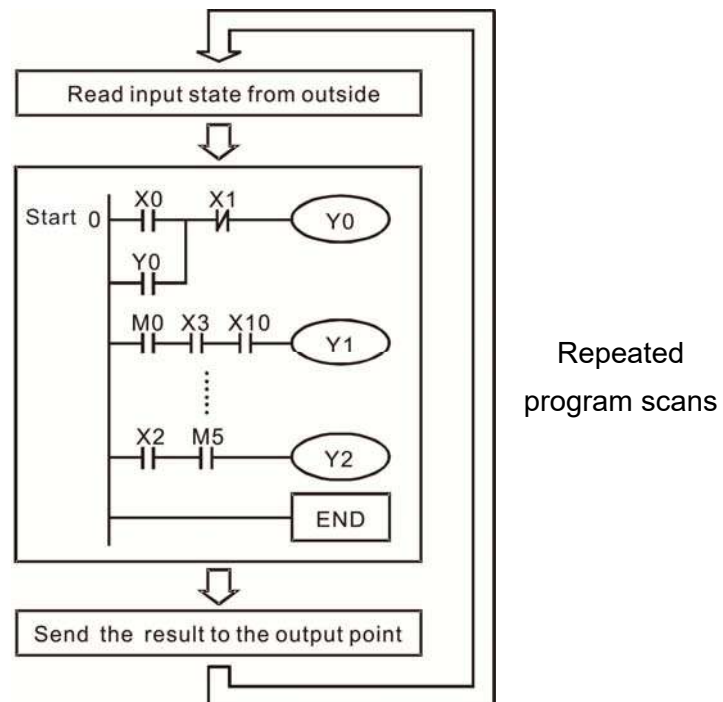 Read input state from outside
X0 X1
Start 0
Y0
Y0
M0 X3 X10
Y1
X2 M5
Y2
END
Send the result to the output point
Repeated
program scans